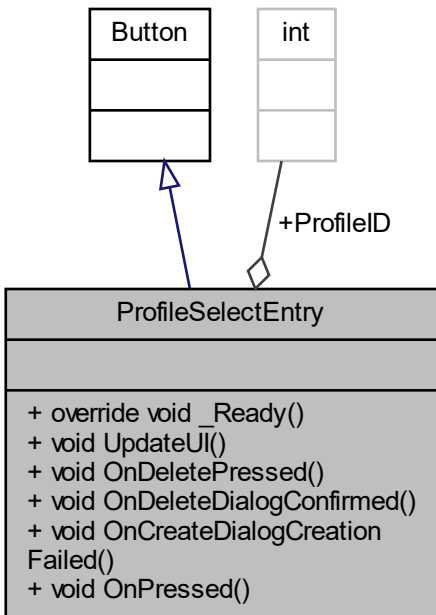 Button
int
+ProfileID
ProfileSelectEntry
+ override void _Ready()
+ void UpdateUI()
+ void OnDeletePressed()
+ void OnDeleteDialogConfirmed()
+ void OnCreateDialogCreation
Failed()
+ void OnPressed()